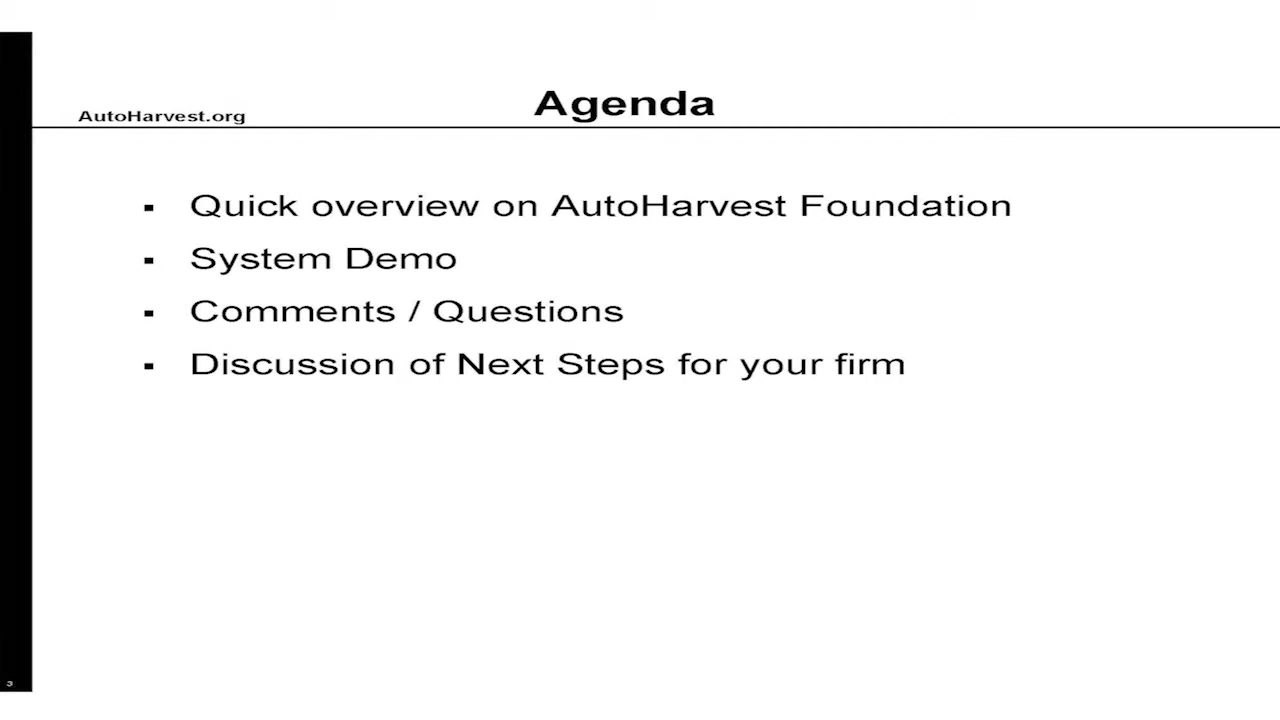 Agenda
AutoHarvest.org
▪ Quick overview on AutoHarvest Foundation
▪ System Demo
▪ Comments / Questions
▪ Discussion of Next Steps for your firm
3